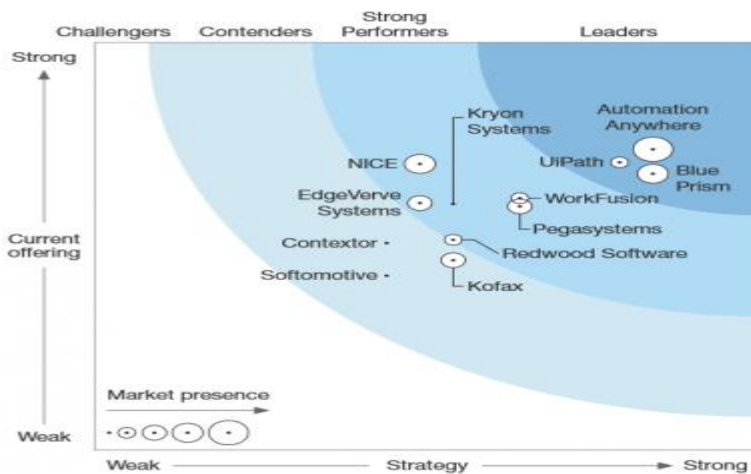 Challengers
Contenders
Strong
Performers
Leaders
Strong
Current
offering
Weak
Kryon
Systems
Automation
Anywhere
NICE
UiPath
Blue
Prism
EdgeVerve
Systems
WorkFusion
Pegasystems
Contextor
Redwood Software
Softomotive
Kofax
Market presence
Weak
Strategy
Strong